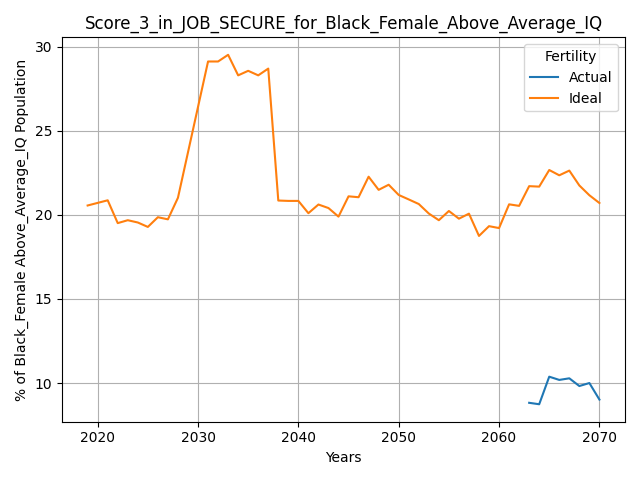 Score_3_in_JOB_SECURE_for_Black_Female_Above_Average_IQ
% of Black_Female Above_Average_IQ Population
30
25
20
15
10
Fertility
Actual
Ideal
2020 2030 2040 2050 2060 2070
Years